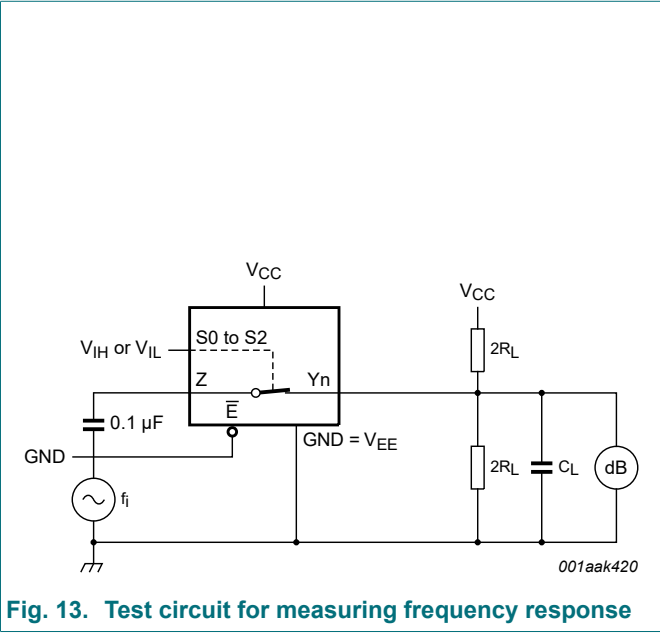 VCC
VCC
S0 to S2
2RL
VIH or VIL
Z
Yn
E̅
0.1 µF
GND = VEE
GND
2RL
CL
dB
fi
001aak420
Fig. 13. Test circuit for measuring frequency response